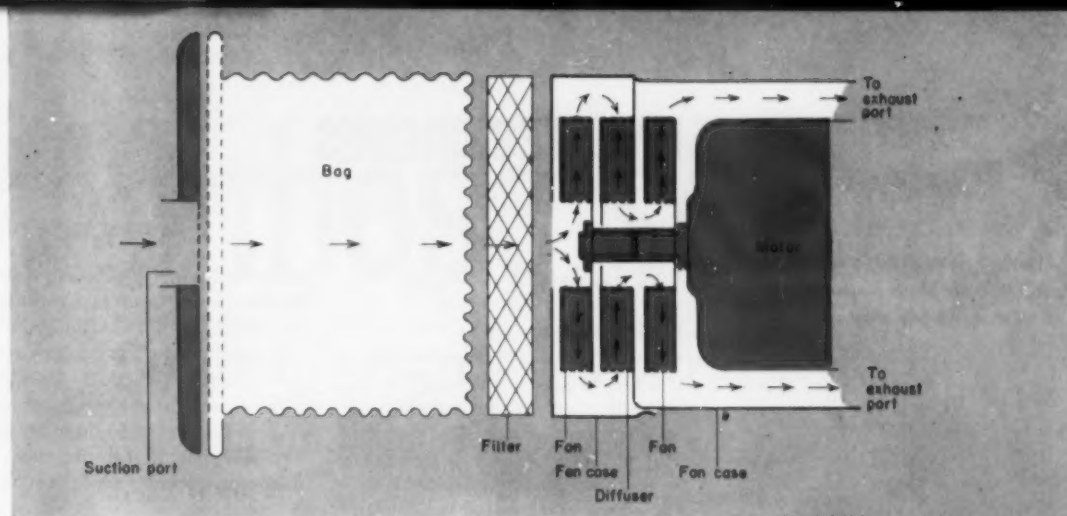 To
exhaust
port
Bag
Motor
To
exhaust
port
Filter
Fan
Fan
Suction port
Fan case
Fan case
Diffuser